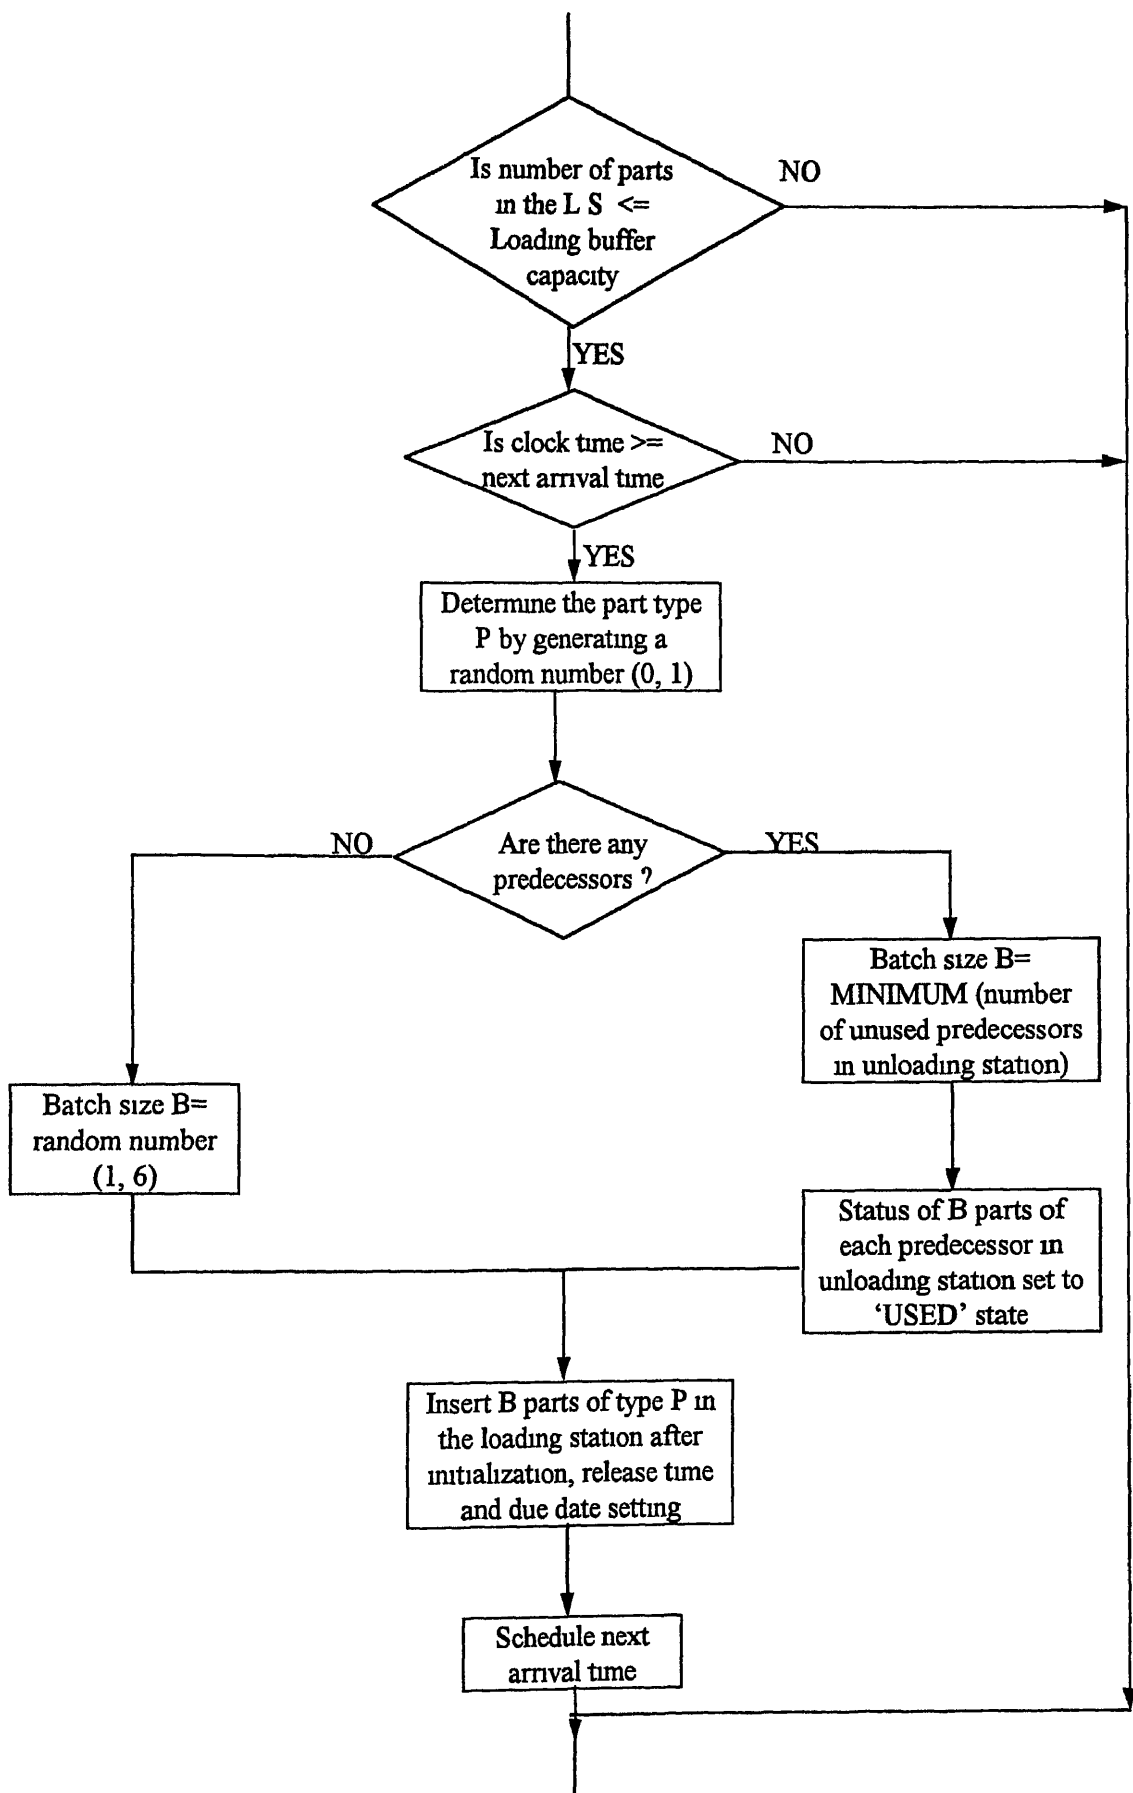 Is number of parts
in the L S <=
Loading buffer
capacity
NO
YES
Is clock time >=
next arrival time
NO
YES
Determine the part type
P by generating a
random number (0, 1)
Are there any
predecessors ?
NO
YES
Batch size B=
MINIMUM (number
of unused predecessors
in unloading station)
Batch size B=
random number
(1, 6)
Status of B parts of
each predecessor in
unloading station set to
‘USED’ state
Insert B parts of type P in
the loading station after
initialization, release time
and due date setting
Schedule next
arrival time